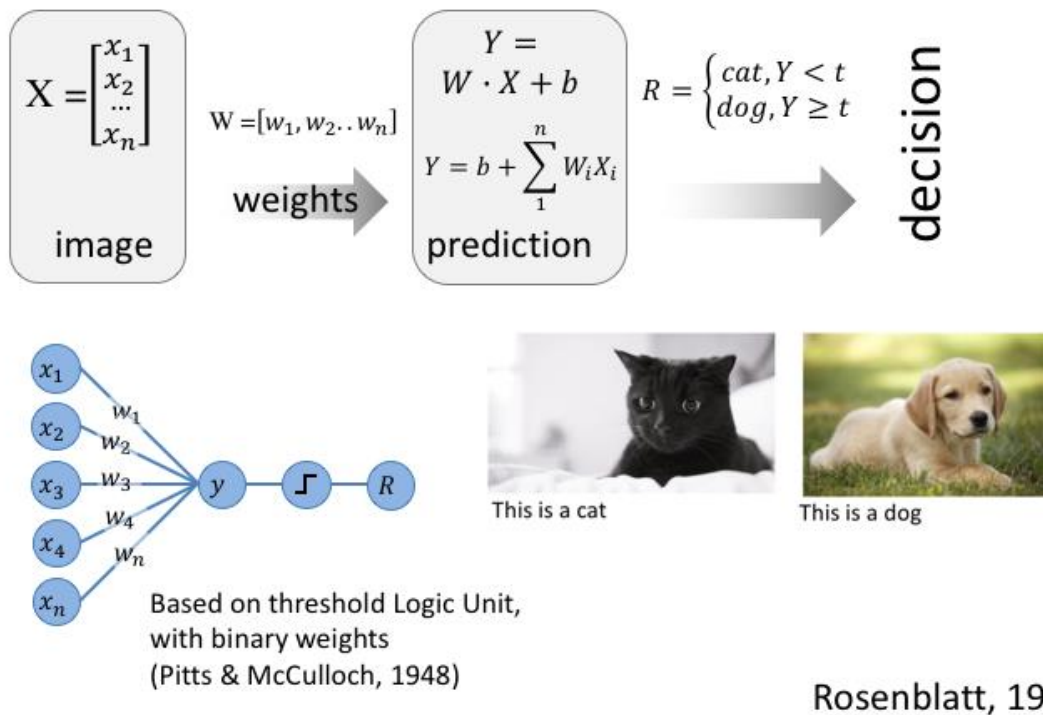 X = [x₁ x₂ ... xₙ]
image
W =[w₁, w₂.. wₙ]
weights
Y =
W · X + b
Y = b + ∑₁ⁿ WᵢXᵢ
prediction
R = {cat, Y < t
dog, Y ≥ t
decision
x₁
x₂
x₃
x₄
xₙ
w₁
w₂
w₃
w₄
wₙ
y
R
This is a cat
This is a dog
Based on threshold Logic Unit,
with binary weights
(Pitts & McCulloch, 1948)
Rosenblatt, 19